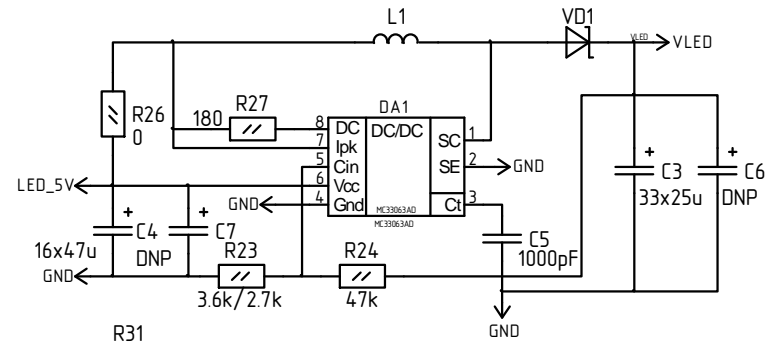 L1
VD1
VLED
VLED
R26
0
180
R27
DA1
8
DC
DC/DC
7
Ipk
SC
1
5
Cin
SE
2
GND
6
Vcc
LED_5V
4
Gnd
GND
MC33063AD
Ct
3
MC33063AD
C3
33x25u
C6
DNP
C4
16x47u
C7
DNP
C5
1000pF
R23
3.6k/2.7k
R24
47k
GND
GND
R31